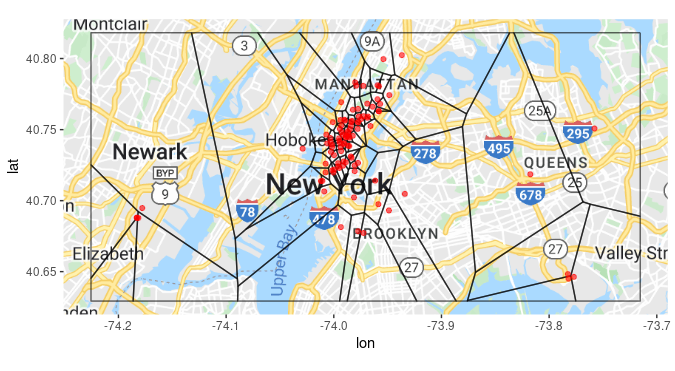 Montclair
3
9A
MANHATTAN
40.80
40.75
40.70
40.65
lat
25A
295
Hoboke
Newark
278
495
QUEENS
BYP
9
25
678
New York
78
478
n
BROOKLYN
Upper Bay
Elizabeth
27
27
Valley Str
nden
-74.2
-74.1
-74.0
-73.9
-73.8
-73.7
lon